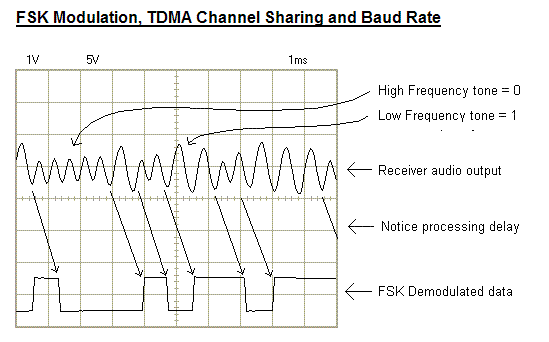 FSK Modulation, TDMA Channel Sharing and Baud Rate
1V 5V 1ms
High Frequency tone = 0
Low Frequency tone = 1
Receiver audio output
Notice processing delay
FSK Demodulated data